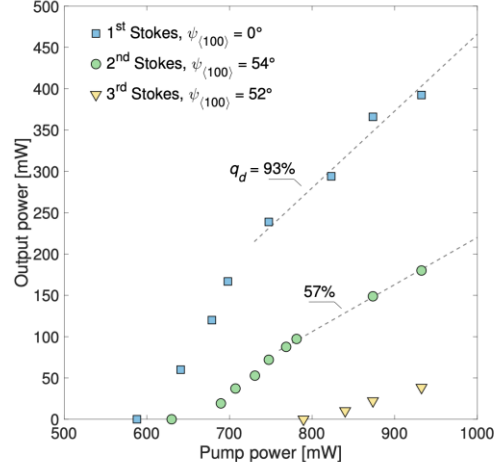 500
450
400
350
300
250
200
150
100
50
0
Output power [mW]
1st Stokes, ψ⟨100⟩ = 0°
2nd Stokes, ψ⟨100⟩ = 54°
3rd Stokes, ψ⟨100⟩ = 52°
qd = 93%
57%
500 600 700 800 900 1000
Pump power [mW]